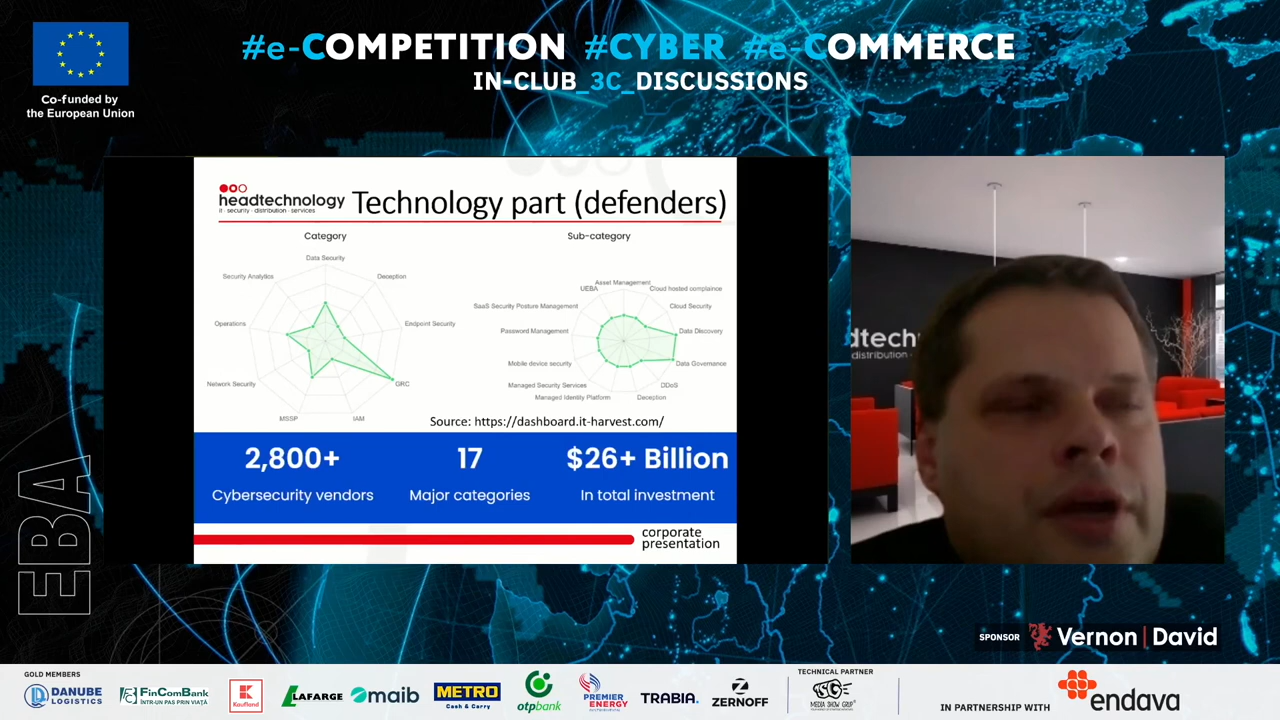 #e-COMPETITION #CYBER #e-COMMERCE
IN-CLUB_3C_DISCUSSIONS
Co-funded by
the European Union
headtechnology
it · security · distribution · services
Technology part (defenders)
Category
Data Security
Security Analytics
Deception
Operations
Endpoint Security
Network Security
GRC
MSSP
IAM
Sub-category
Asset Management
UEBA
Cloud hosted complaince
SaaS Security Posture Management
Cloud Security
Password Management
Data Discovery
Mobile device security
Data Governance
Managed Security Services
DDoS
Managed Identity Platform
Deception
Source: https://dashboard.it-harvest.com/
2,800+
17
$26+ Billion
Cybersecurity vendors
Major categories
In total investment
corporate
presentation
dtech
distribution ·
EBA
SPONSOR
Vernon | David
GOLD MEMBERS
DANUBE
LOGISTICS
FinComBank
ÎNTR-UN PAS PRIN VIAȚĂ
Kaufland
LAFARGE
maib
METRO
Cash & Carry
otpbank
PREMIER
ENERGY
TRABIA
ZERNOFF
TECHNICAL PARTNER
MEDIA SHOW GRUP
IN PARTNERSHIP WITH
endava